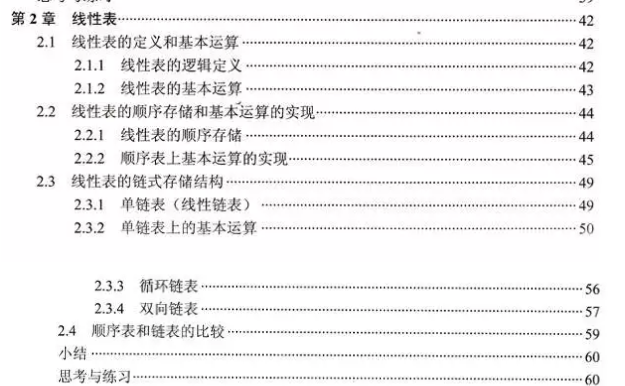 第 2 章 线性表 42
2.1 线性表的定义和基本运算 42
2.1.1 线性表的逻辑定义 42
2.1.2 线性表的基本运算 43
2.2 线性表的顺序存储和基本运算的实现 44
2.2.1 线性表的顺序存储 44
2.2.2 顺序表上基本运算的实现 45
2.3 线性表的链式存储结构 49
2.3.1 单链表（线性链表） 49
2.3.2 单链表上的基本运算 50
2.3.3 循环链表 56
2.3.4 双向链表 57
2.4 顺序表和链表的比较 59
小结 60
思考与练习 60